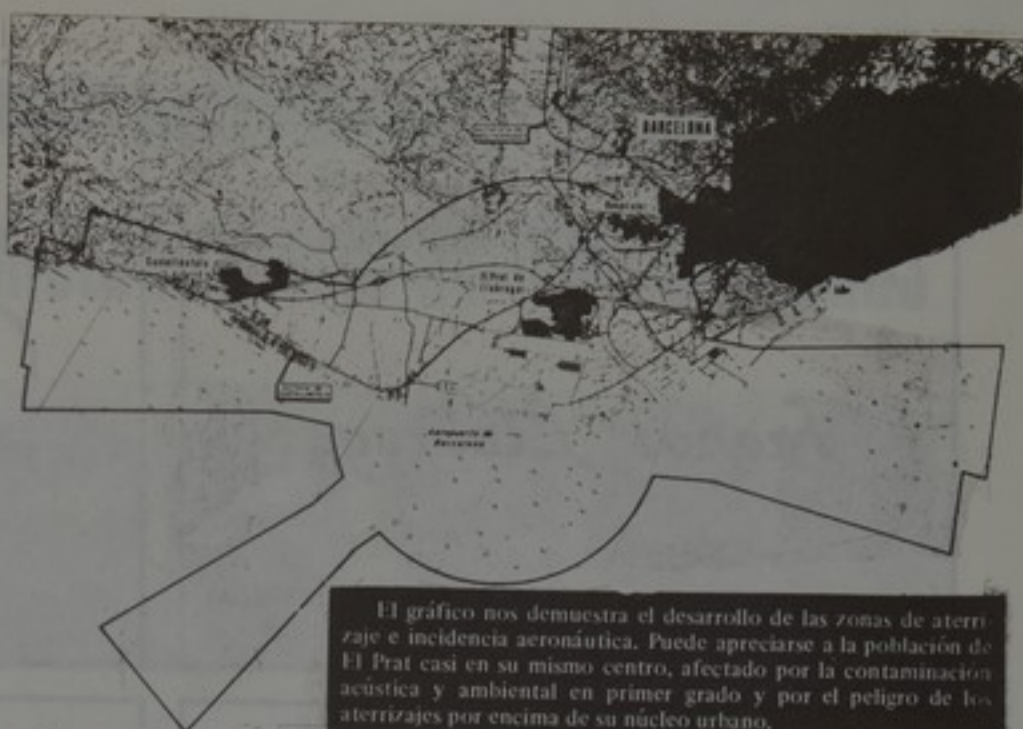 BARCELONA
El Prat de
Llobregat
Aeropuerto de
Barcelona
El gráfico nos demuestra el desarrollo de las zonas de aterri-
zaje e incidencia aeronáutica. Puede apreciarse a la población de
El Prat casi en su mismo centro, afectado por la contaminación
acústica y ambiental en primer grado y por el peligro de los
aterrizajes por encima de su núcleo urbano.